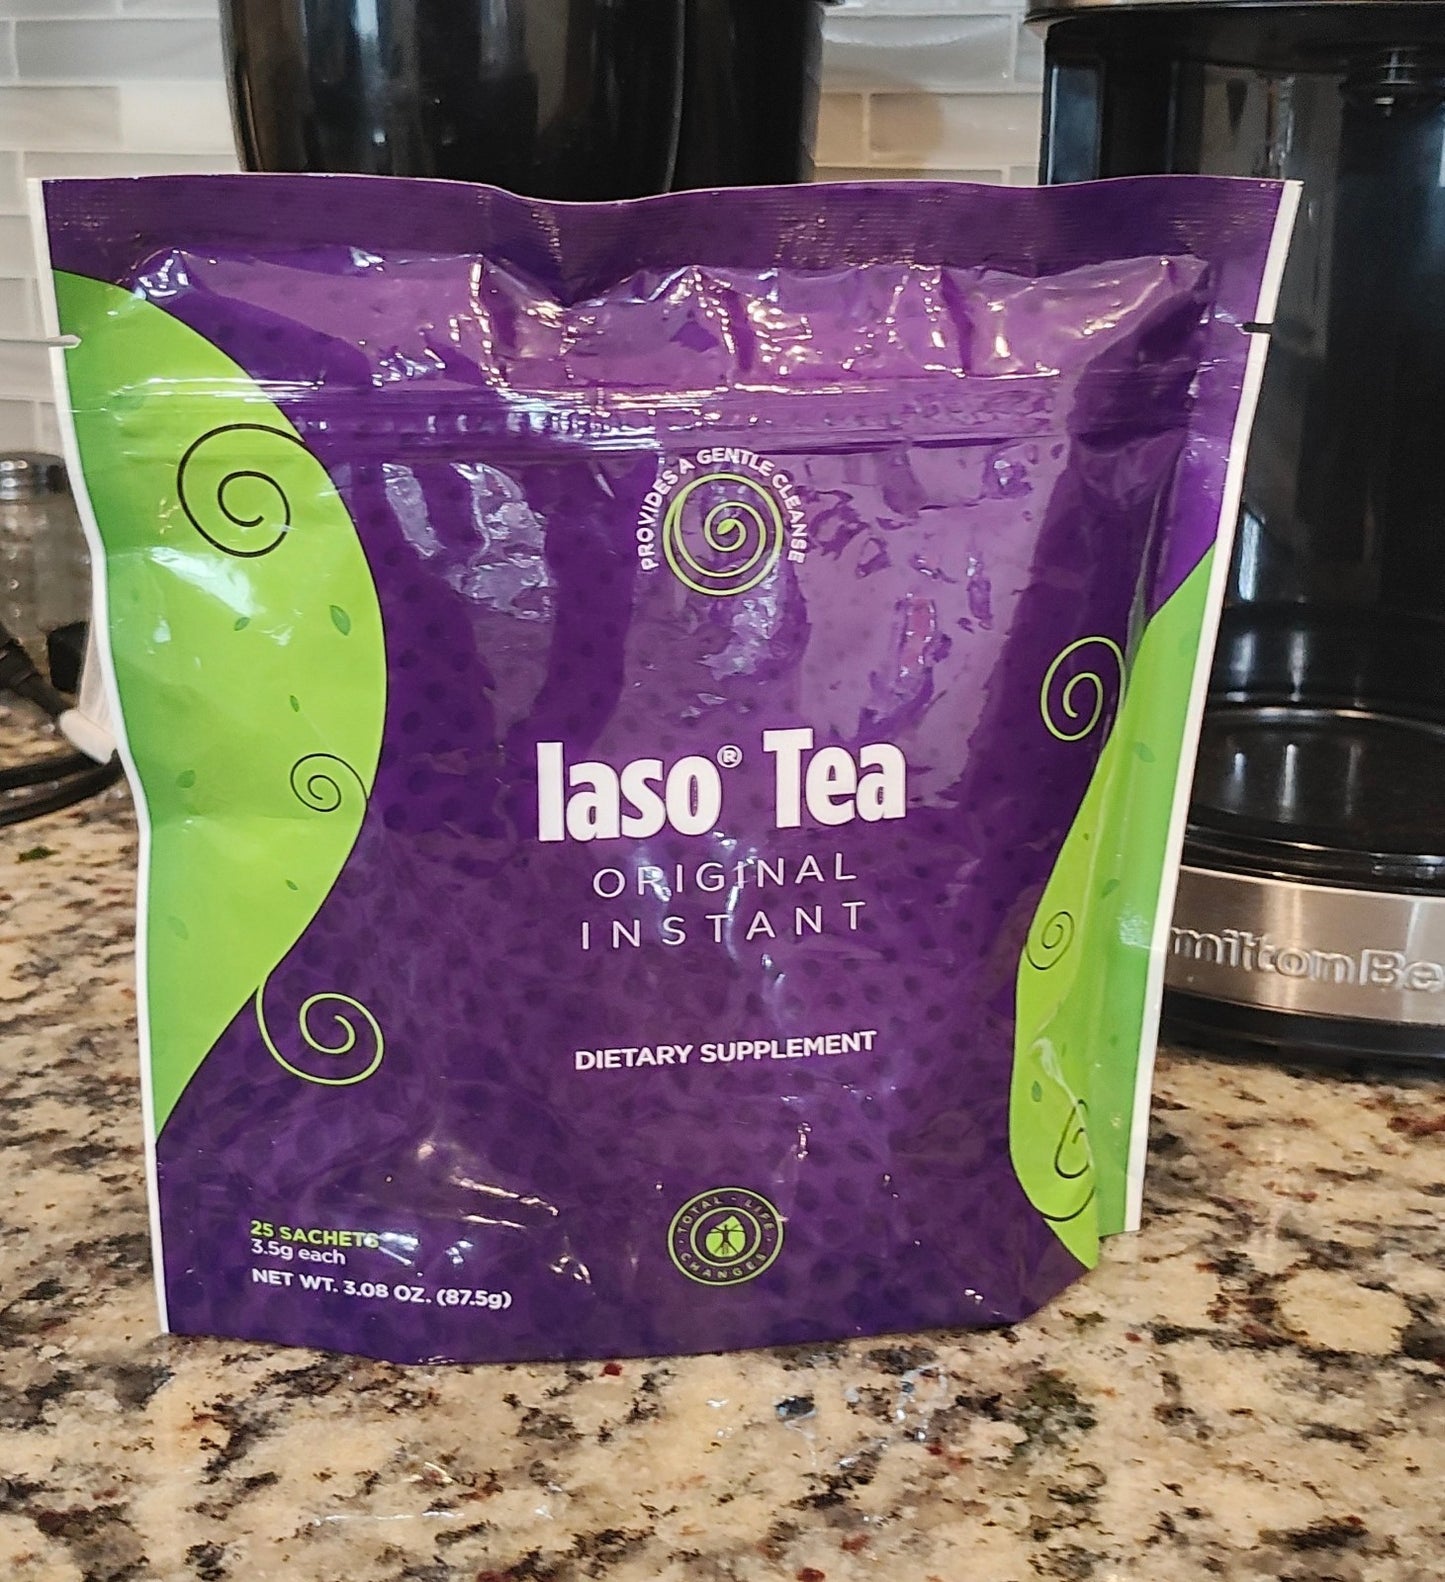 PROVIDES A GENTLE CLEANSE
Iaso® Tea
ORIGINAL
INSTANT
DIETARY SUPPLEMENT
TOTAL · LIFE · CHANGES
25 SACHETS
3.5g each
NET WT. 3.08 OZ. (87.5g)
miltonBe